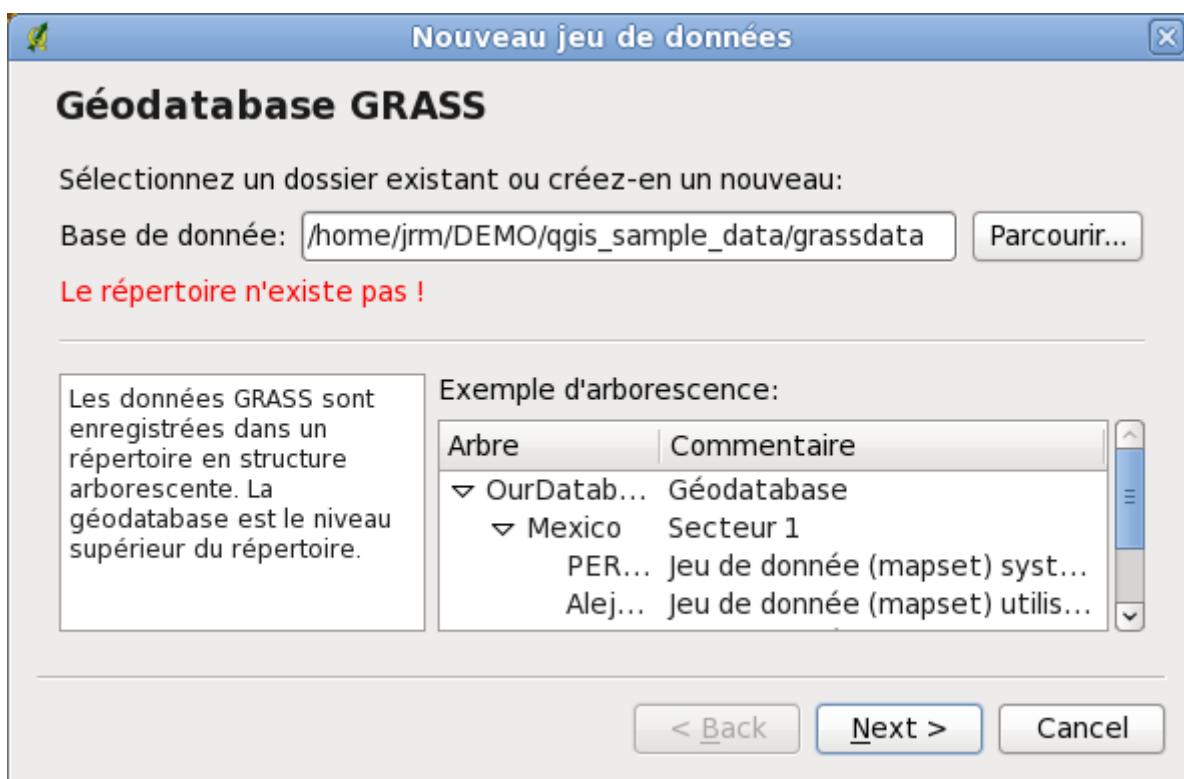 Nouveau jeu de données
Géodatabase GRASS
Sélectionnez un dossier existant ou créez-en un nouveau:
Base de donnée: /home/jrm/DEMO/qgis_sample_data/grassdata Parcourir...
Le répertoire n'existe pas !
Les données GRASS sont
enregistrées dans un
répertoire en structure
arborescente. La
géodatabase est le niveau
supérieur du répertoire.
Exemple d'arborescence:
Arbre Commentaire
OurDatab... Géodatabase
Mexico Secteur 1
PER... Jeu de donnée (mapset) syst...
Alej... Jeu de donnée (mapset) utilis...
< Back Next > Cancel